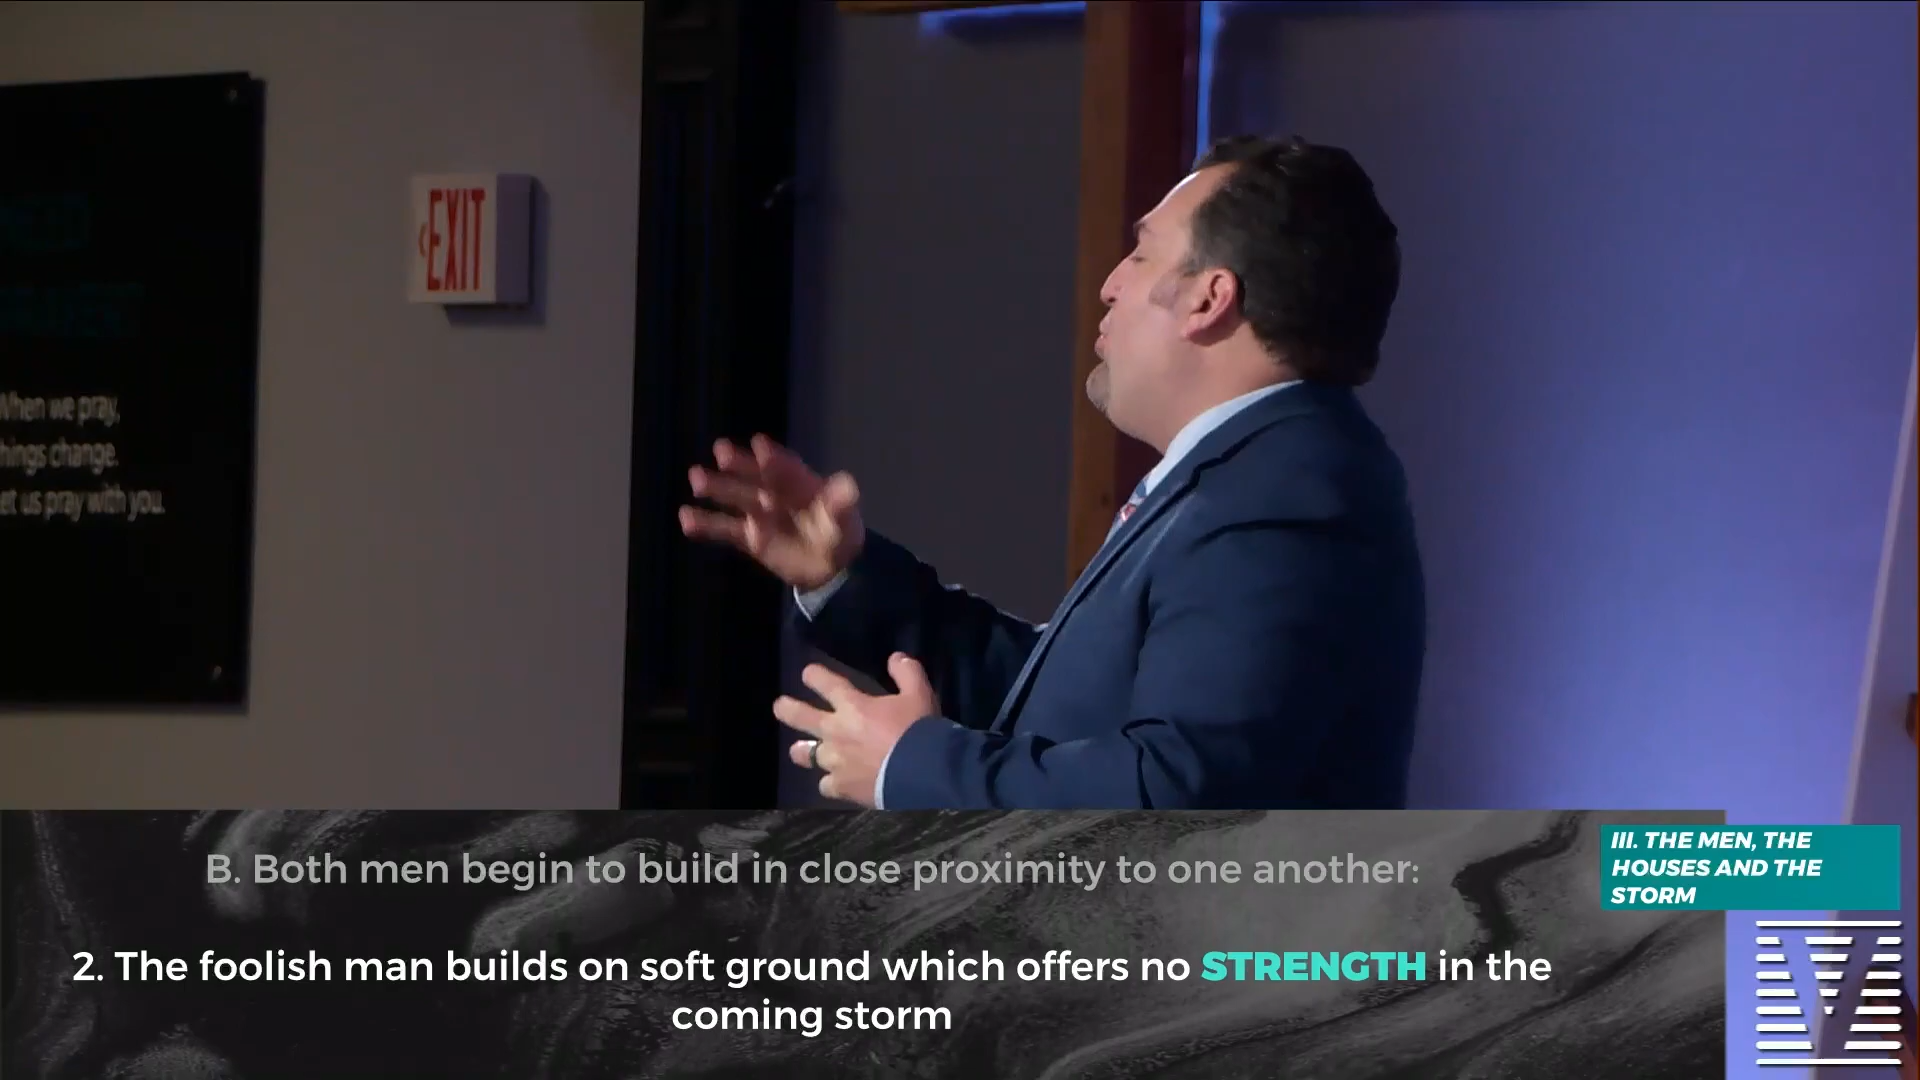 EXIT
When we pray,
things change.
Let us pray with you.
B. Both men begin to build in close proximity to one another:
2. The foolish man builds on soft ground which offers no STRENGTH in the
coming storm
III. THE MEN, THE
HOUSES AND THE
STORM